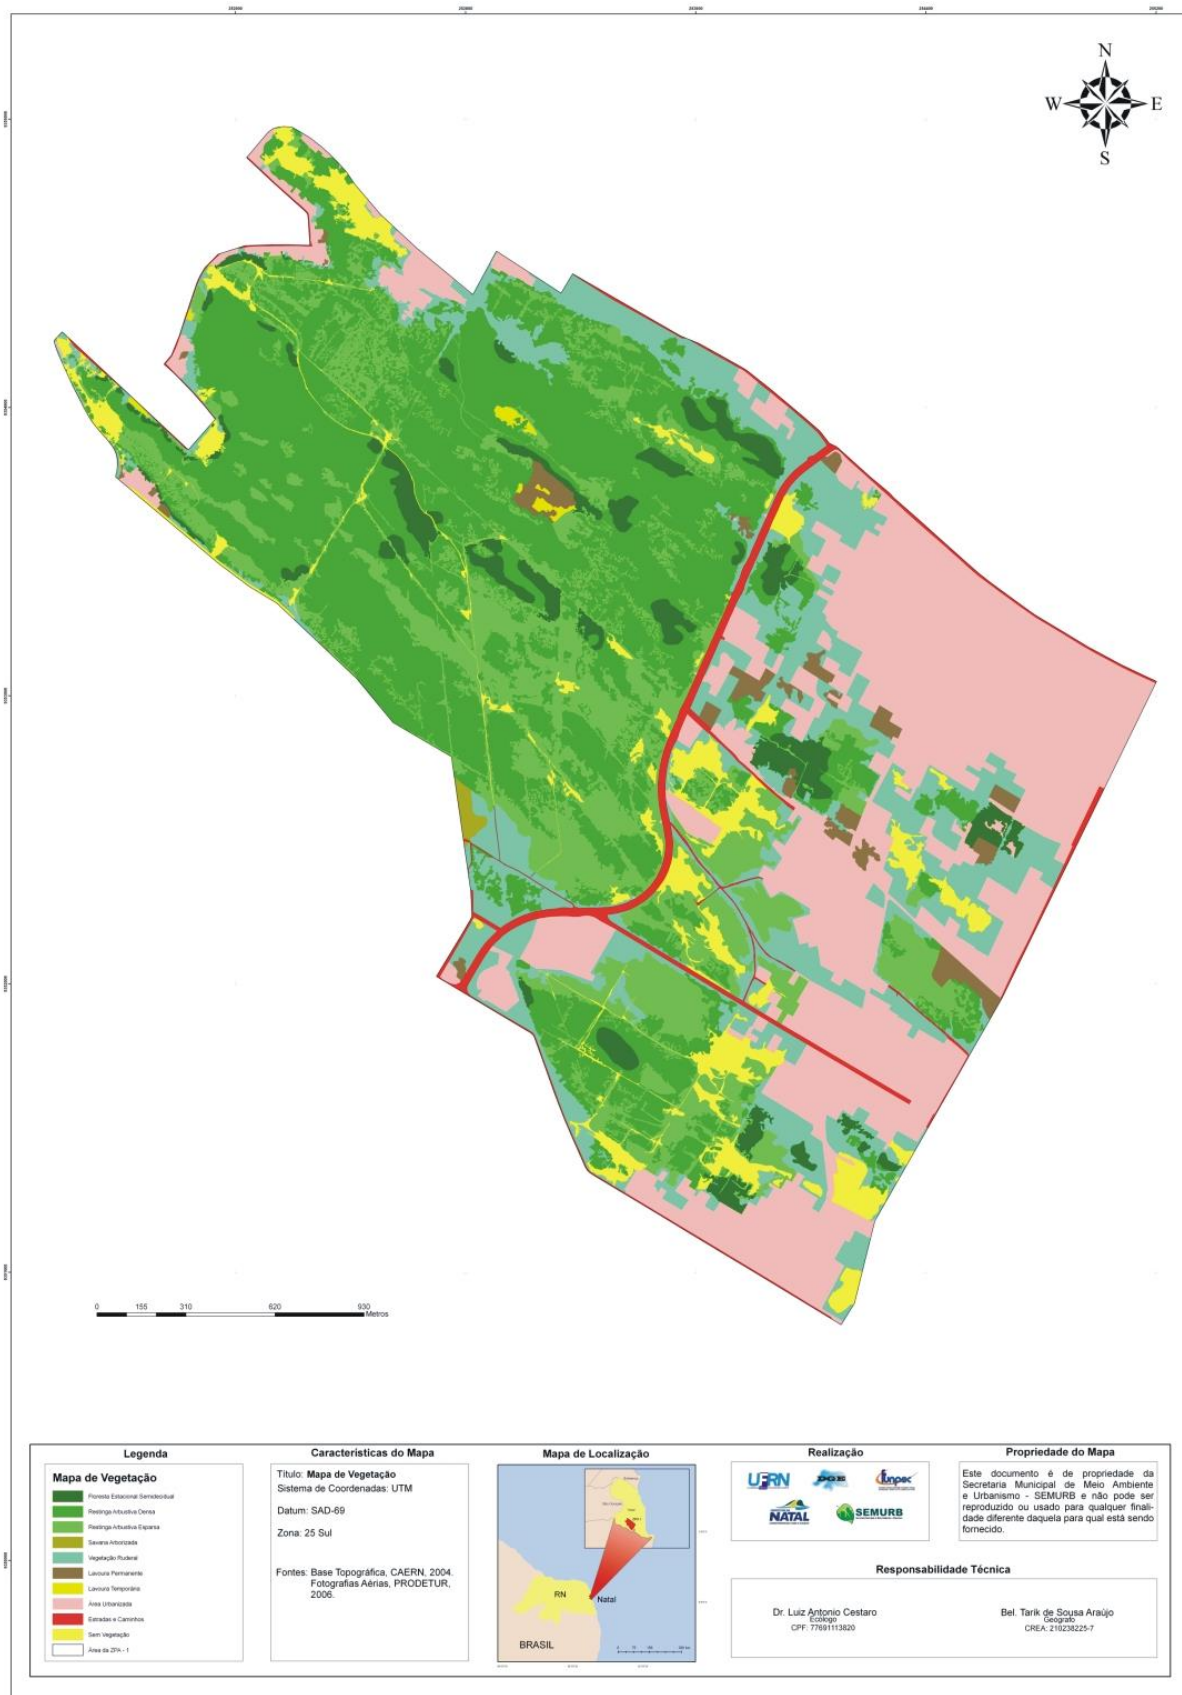 N
W E
S
0 155 310 620 930
Metros
Legenda
Mapa de Vegetação
Floresta Estacional Semidecidual
Restinga Arbustiva Densa
Restinga Arbustiva Esparsa
Savana Arborizada
Vegetação Ruderal
Lavoura Permanente
Lavoura Temporária
Área Urbanizada
Estradas e Caminhos
Sem Vegetação
Área da ZPA - 1
Características do Mapa
Título: Mapa de Vegetação
Sistema de Coordenadas: UTM
Datum: SAD-69
Zona: 25 Sul
Fontes: Base Topográfica, CAERN, 2004.
Fotografias Aérias, PRODETUR,
2006.
Mapa de Localização
RN
Natal
BRASIL
Realização
UFRN
funpec
NATAL
SEMURB
Propriedade do Mapa
Este documento é de propriedade da
Secretaria Municipal de Meio Ambiente
e Urbanismo - SEMURB e não pode ser
reproduzido ou usado para qualquer finali-
dade diferente daquela para qual está sendo
fornecido.
Responsabilidade Técnica
Dr. Luiz Antonio Cestaro
Ecólogo
CPF: 77691113820
Bel. Tarik de Sousa Araújo
Geógrafo
CREA: 210238225-7